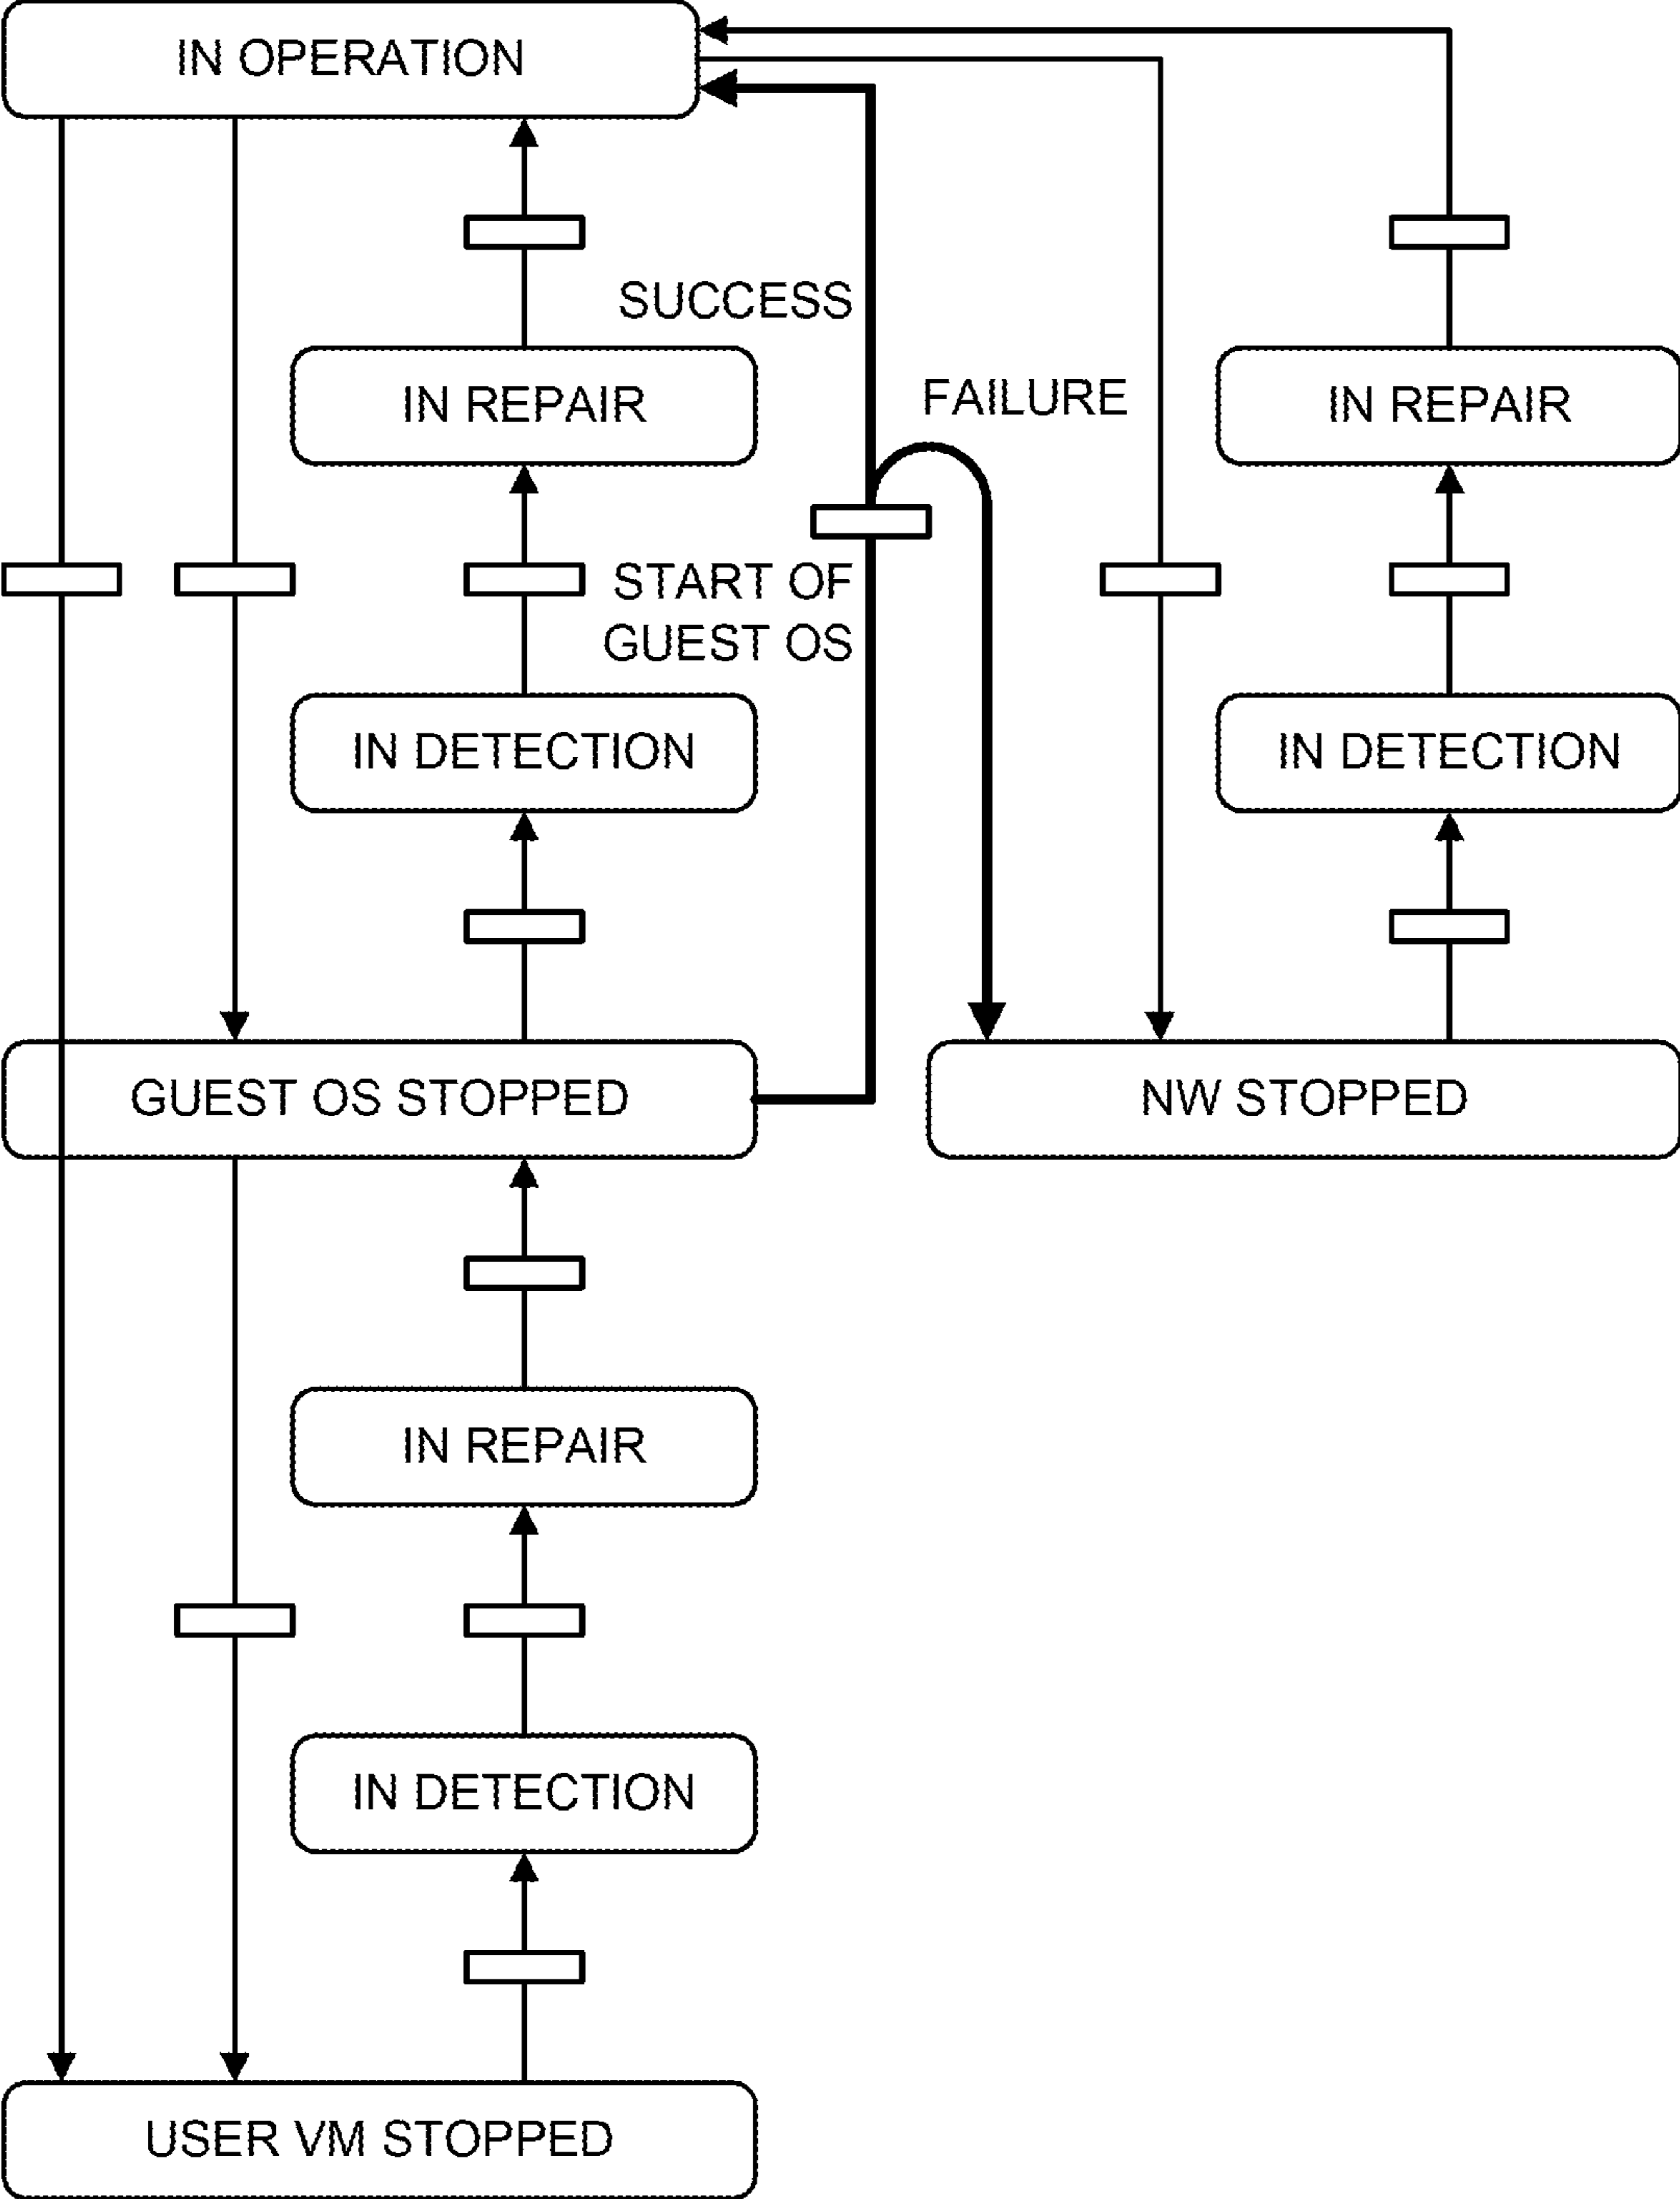 IN OPERATION
SUCCESS
IN REPAIR
FAILURE
IN REPAIR
START OF
GUEST OS
IN DETECTION
IN DETECTION
GUEST OS STOPPED
NW STOPPED
IN REPAIR
IN DETECTION
USER VM STOPPED